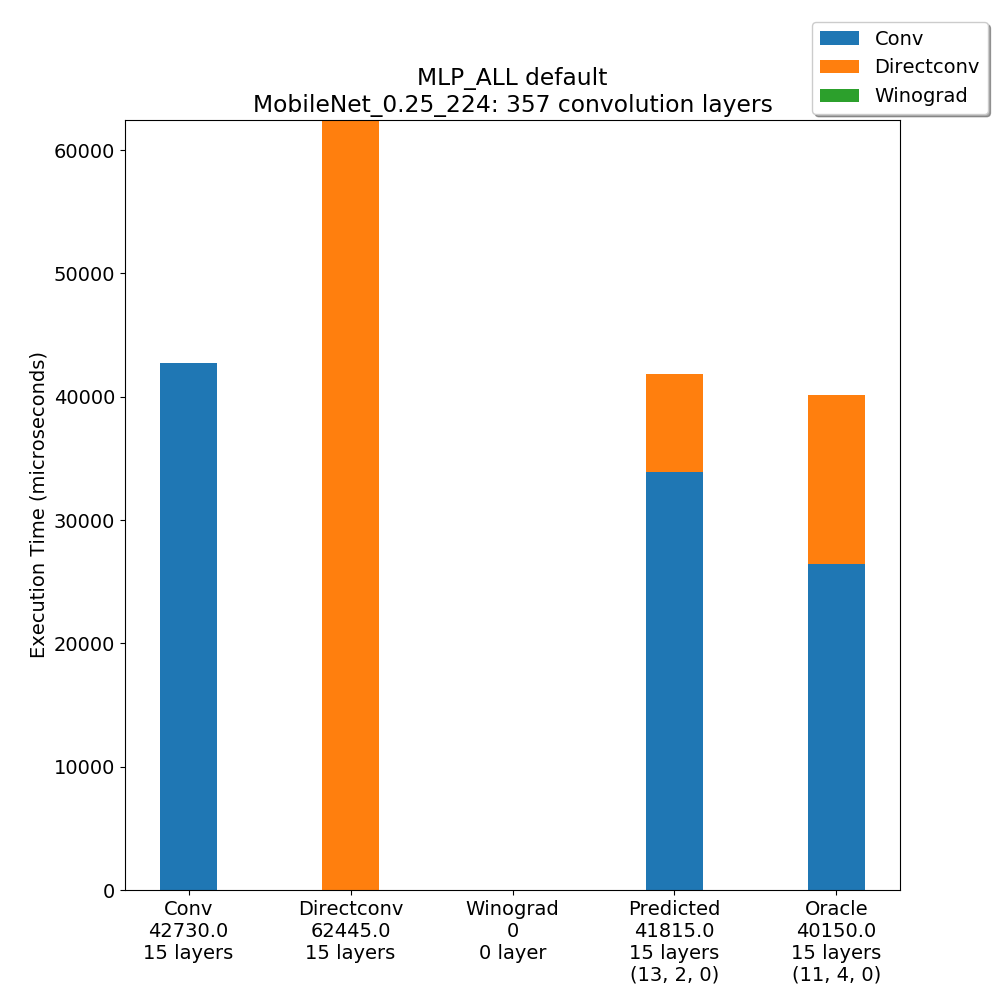 Conv
Directconv
Winograd
MLP_ALL default
MobileNet_0.25_224: 357 convolution layers
Execution Time (microseconds)
60000
50000
40000
30000
20000
10000
0
Conv
42730.0
15 layers
Directconv
62445.0
15 layers
Winograd
0
0 layer
Predicted
41815.0
15 layers
(13, 2, 0)
Oracle
40150.0
15 layers
(11, 4, 0)